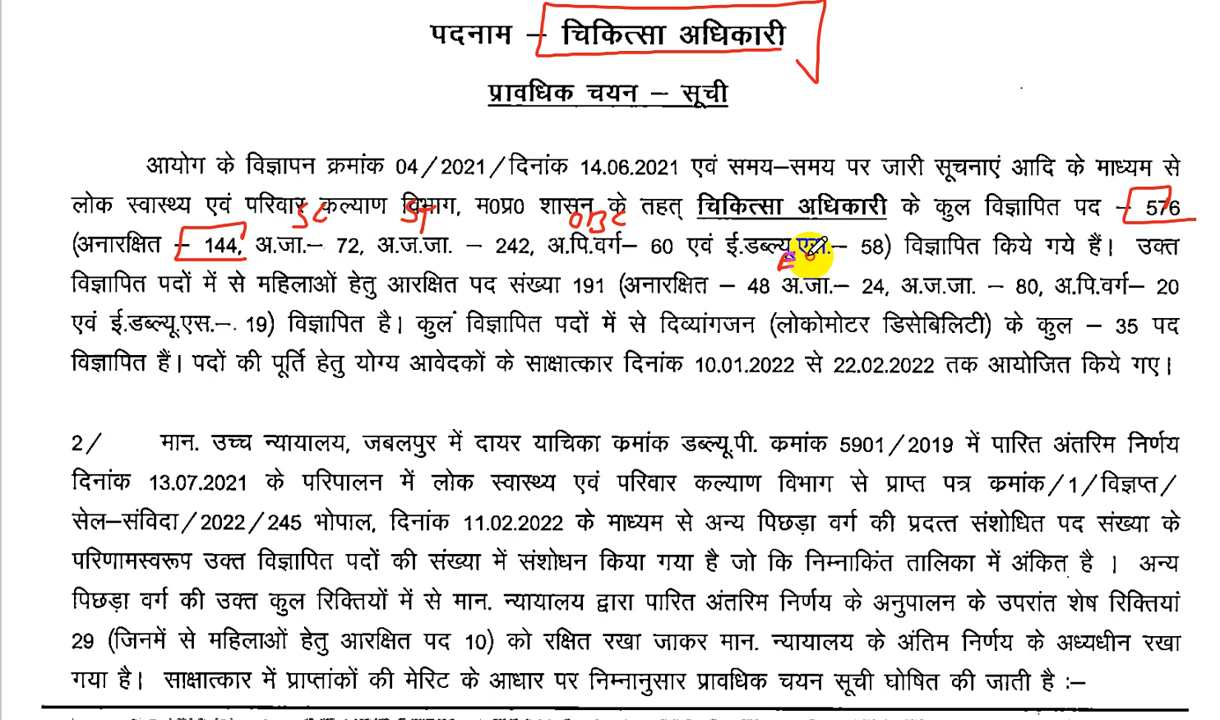 पदनाम – चिकित्सा अधिकारी
प्रावधिक चयन – सूची
आयोग के विज्ञापन क्रमांक 04/2021/दिनांक 14.06.2021 एवं समय–समय पर जारी सूचनाएं आदि के माध्यम से
लोक स्वास्थ्य एवं परिवार कल्याण विभाग, म0प्र0 शासन के तहत् चिकित्सा अधिकारी के कुल विज्ञापित पद – 576
SC ST OBC
(अनारक्षित – 144, अ.जा.– 72, अ.ज.जा. – 242, अ.पि.वर्ग– 60 एवं ई.डब्ल्यू.एस.– 58) विज्ञापित किये गये हैं। उक्त
विज्ञापित पदों में से महिलाओं हेतु आरक्षित पद संख्या 191 (अनारक्षित – 48 अ.जा.– 24, अ.ज.जा. – 80, अ.पि.वर्ग– 20
एवं ई.डब्ल्यू.एस.–. 19) विज्ञापित है। कुल विज्ञापित पदों में से दिव्यांगजन (लोकोमोटर डिसेबिलिटी) के कुल – 35 पद
विज्ञापित हैं। पदों की पूर्ति हेतु योग्य आवेदकों के साक्षात्कार दिनांक 10.01.2022 से 22.02.2022 तक आयोजित किये गए।
2/ मान. उच्च न्यायालय, जबलपुर में दायर याचिका कमांक डब्ल्यू.पी. कमांक 5901/2019 में पारित अंतरिम निर्णय
दिनांक 13.07.2021 के परिपालन में लोक स्वास्थ्य एवं परिवार कल्याण विभाग से प्राप्त पत्र क्रमांक/1/विज्ञप्त/
सेल–संविदा/2022/245 भोपाल, दिनांक 11.02.2022 के माध्यम से अन्य पिछड़ा वर्ग की प्रदत्त संशोधित पद संख्या के
परिणामस्वरूप उक्त विज्ञापित पदों की संख्या में संशोधन किया गया है जो कि निम्नाकिंत तालिका में अंकित है । अन्य
पिछड़ा वर्ग की उक्त कुल रिक्तियों में से मान. न्यायालय द्वारा पारित अंतरिम निर्णय के अनुपालन के उपरांत शेष रिक्तियां
29 (जिनमें से महिलाओं हेतु आरक्षित पद 10) को रक्षित रखा जाकर मान. न्यायालय के अंतिम निर्णय के अध्यधीन रखा
गया है। साक्षात्कार में प्राप्तांकों की मेरिट के आधार पर निम्नानुसार प्रावधिक चयन सूची घोषित की जाती है :–